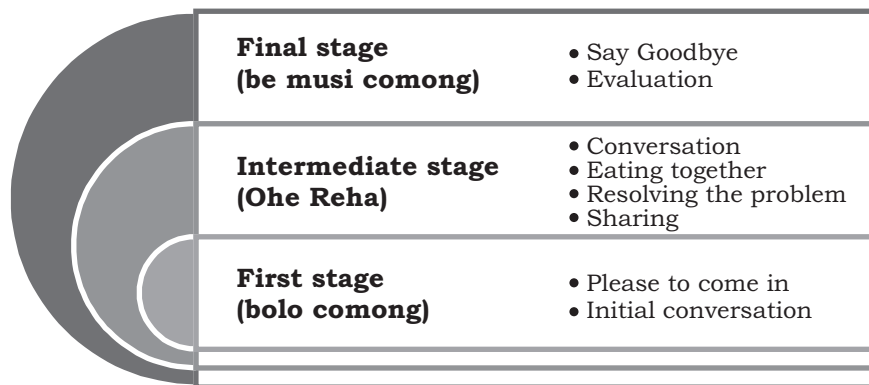 Final stage
(be musi comong)
• Say Goodbye
• Evaluation
Intermediate stage
(Ohe Reha)
• Conversation
• Eating together
• Resolving the problem
• Sharing
First stage
(bolo comong)
• Please to come in
• Initial conversation